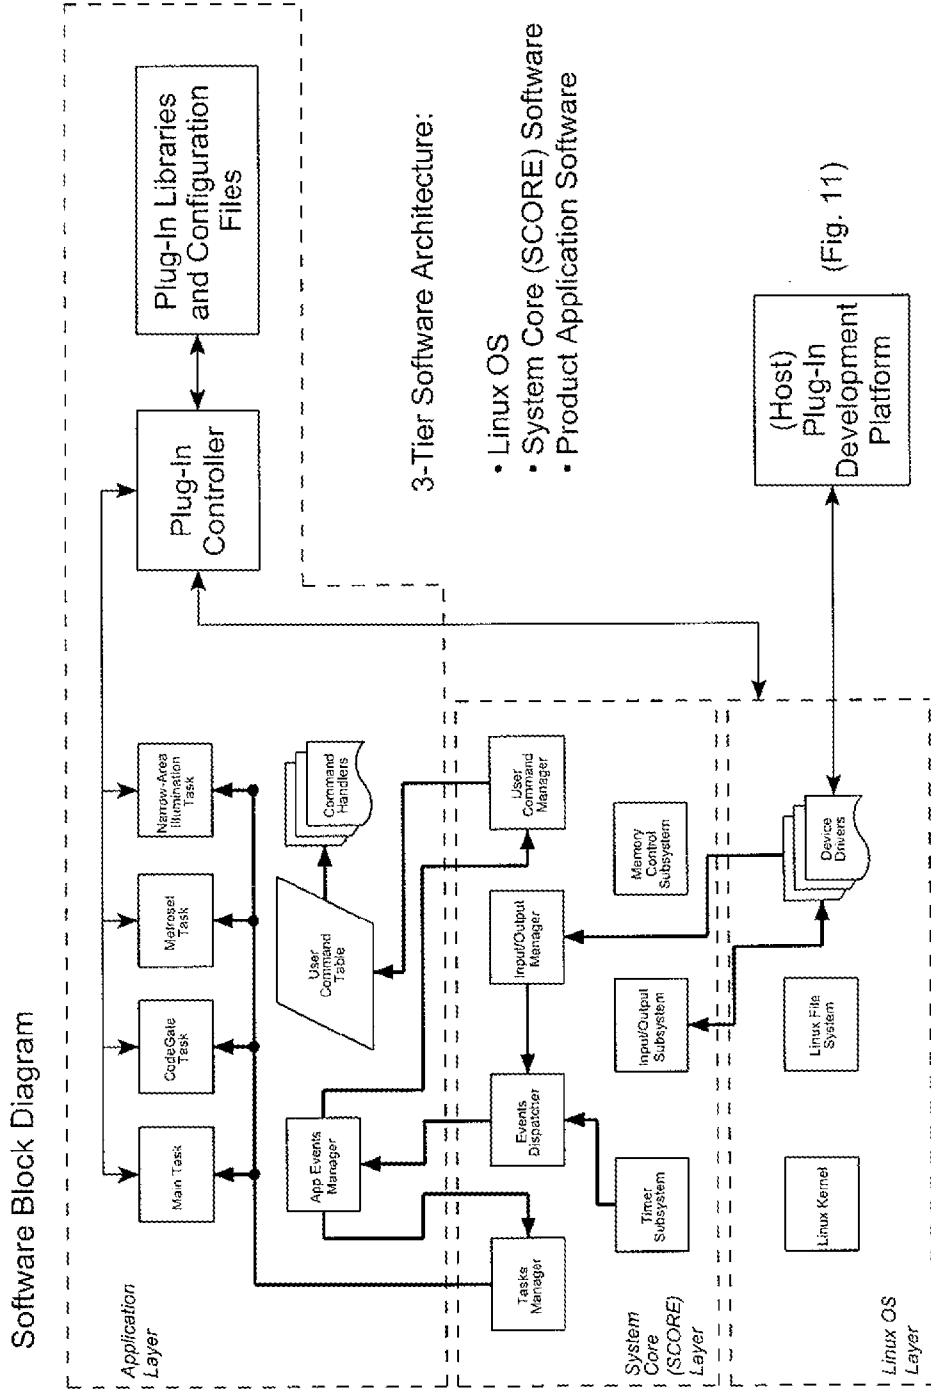 Software Block Diagram
Application
Layer
Main Task
CodeGate
Task
Metroset
Task
Narrow-Area
Illumination
Task
Plug-In
Controller
Plug-In Libraries
and Configuration
Files
App Events
Manager
User
Command
Table
Command
Handlers
3-Tier Software Architecture:
• Linux OS
• System Core (SCORE) Software
• Product Application Software
System
Core
(SCORE)
Layer
Tasks
Manager
Events
Dispatcher
Input/Output
Manager
User
Command
Manager
Timer
Subsystem
Input/Output
Subsystem
Memory
Control
Subsystem
Linux OS
Layer
Linux Kernel
Linux File
System
Device
Drivers
(Host)
Plug-In
Development
Platform
(Fig. 11)